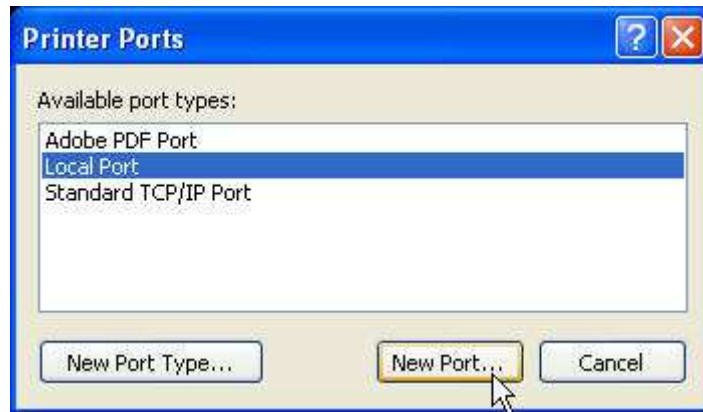 Printer Ports
Available port types:
Adobe PDF Port
Local Port
Standard TCP/IP Port
New Port Type... New Port... Cancel